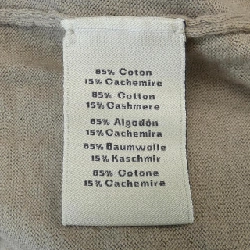 85% Coton
15% Cachemire
85% Cotton
15% Cashmere
85% Algodón
15% Cachemira
85% Baumwolle
15% Kaschmir
85% Cotone
15% Cachemire